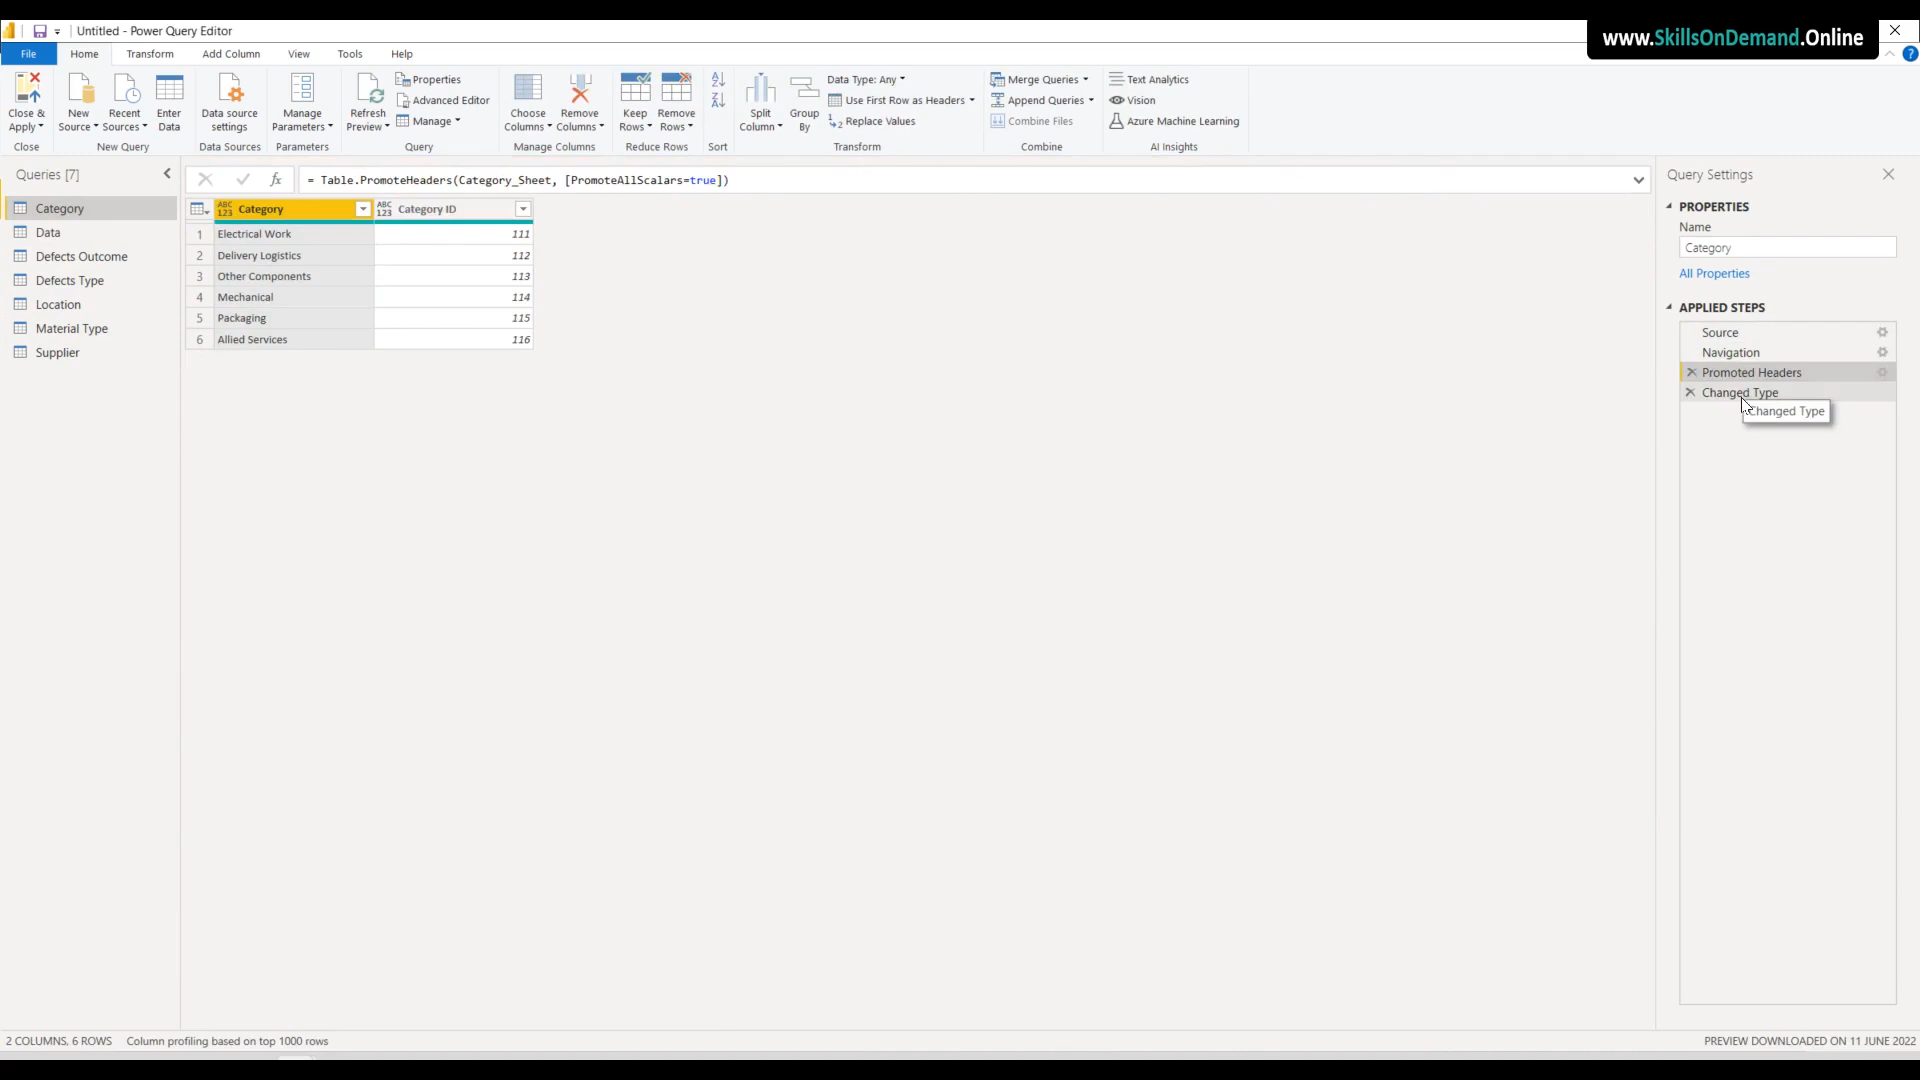 Untitled - Power Query Editor
www.SkillsOnDemand.Online
File Home Transform Add Column View Tools Help
Close & Apply
New Source
Recent Sources
Enter Data
Data source settings
Manage Parameters
Refresh Preview
Properties
Advanced Editor
Manage
Choose Columns
Remove Columns
Keep Rows
Remove Rows
Split Column
Group By
Data Type: Any
Use First Row as Headers
Replace Values
Merge Queries
Append Queries
Combine Files
Text Analytics
Vision
Azure Machine Learning
Close New Query Data Sources Parameters Query Manage Columns Reduce Rows Sort Transform Combine AI Insights
Queries [7]
Category
Data
Defects Outcome
Defects Type
Location
Material Type
Supplier
= Table.PromoteHeaders(Category_Sheet, [PromoteAllScalars=true])
ABC 123 Category ABC 123 Category ID
1 Electrical Work 111
2 Delivery Logistics 112
3 Other Components 113
4 Mechanical 114
5 Packaging 115
6 Allied Services 116
Query Settings
PROPERTIES
Name
Category
All Properties
APPLIED STEPS
Source
Navigation
Promoted Headers
Changed Type
Changed Type
2 COLUMNS, 6 ROWS Column profiling based on top 1000 rows
PREVIEW DOWNLOADED ON 11 JUNE 2022